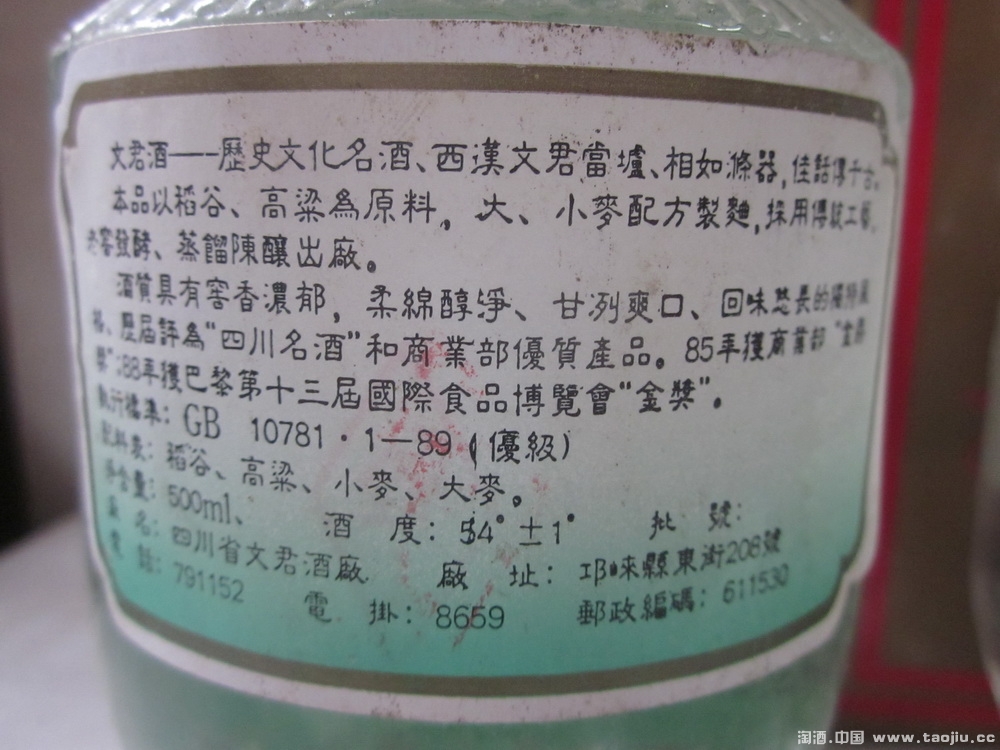 文君酒——歷史文化名酒、西漢文君當壚、相如滌器,佳話傳千古。
本品以稻谷、高粱為原料,大、小麥配方製麯,採用傳統工藝,
老窖發酵、蒸餾陳釀出廠。
酒質具有窖香濃郁,柔綿醇淨、甘冽爽口、回味悠長的獨特風
格、歷屆評為"四川名酒"和商業部優質產品。85年獲商業部"金爵
獎";88年獲巴黎第十三屆國際食品博覽會"金獎"。
執行標準: GB 10781·1—89(優級)
配料表: 稻谷、高粱、小麥、大麥。
淨含量: 500ml、 酒 度: 54°±1° 批 號:
廠 名: 四川省文君酒廠 廠 址: 邛崍縣東街208號
電 話: 791152 電 掛: 8659 郵政編碼: 611530
淘酒.中国 www.taojiu.cc